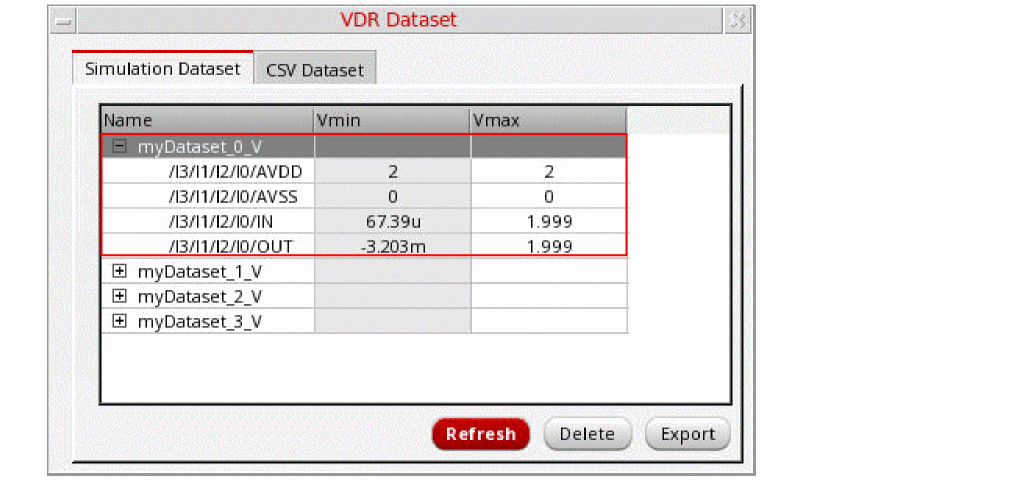 VDR Dataset
Simulation Dataset CSV Dataset
Name Vmin Vmax
myDataset_0_V
/I3/I1/I2/I0/AVDD 2 2
/I3/I1/I2/I0/AVSS 0 0
/I3/I1/I2/I0/IN 67.39u 1.999
/I3/I1/I2/I0/OUT -3.203m 1.999
myDataset_1_V
myDataset_2_V
myDataset_3_V
Refresh Delete Export